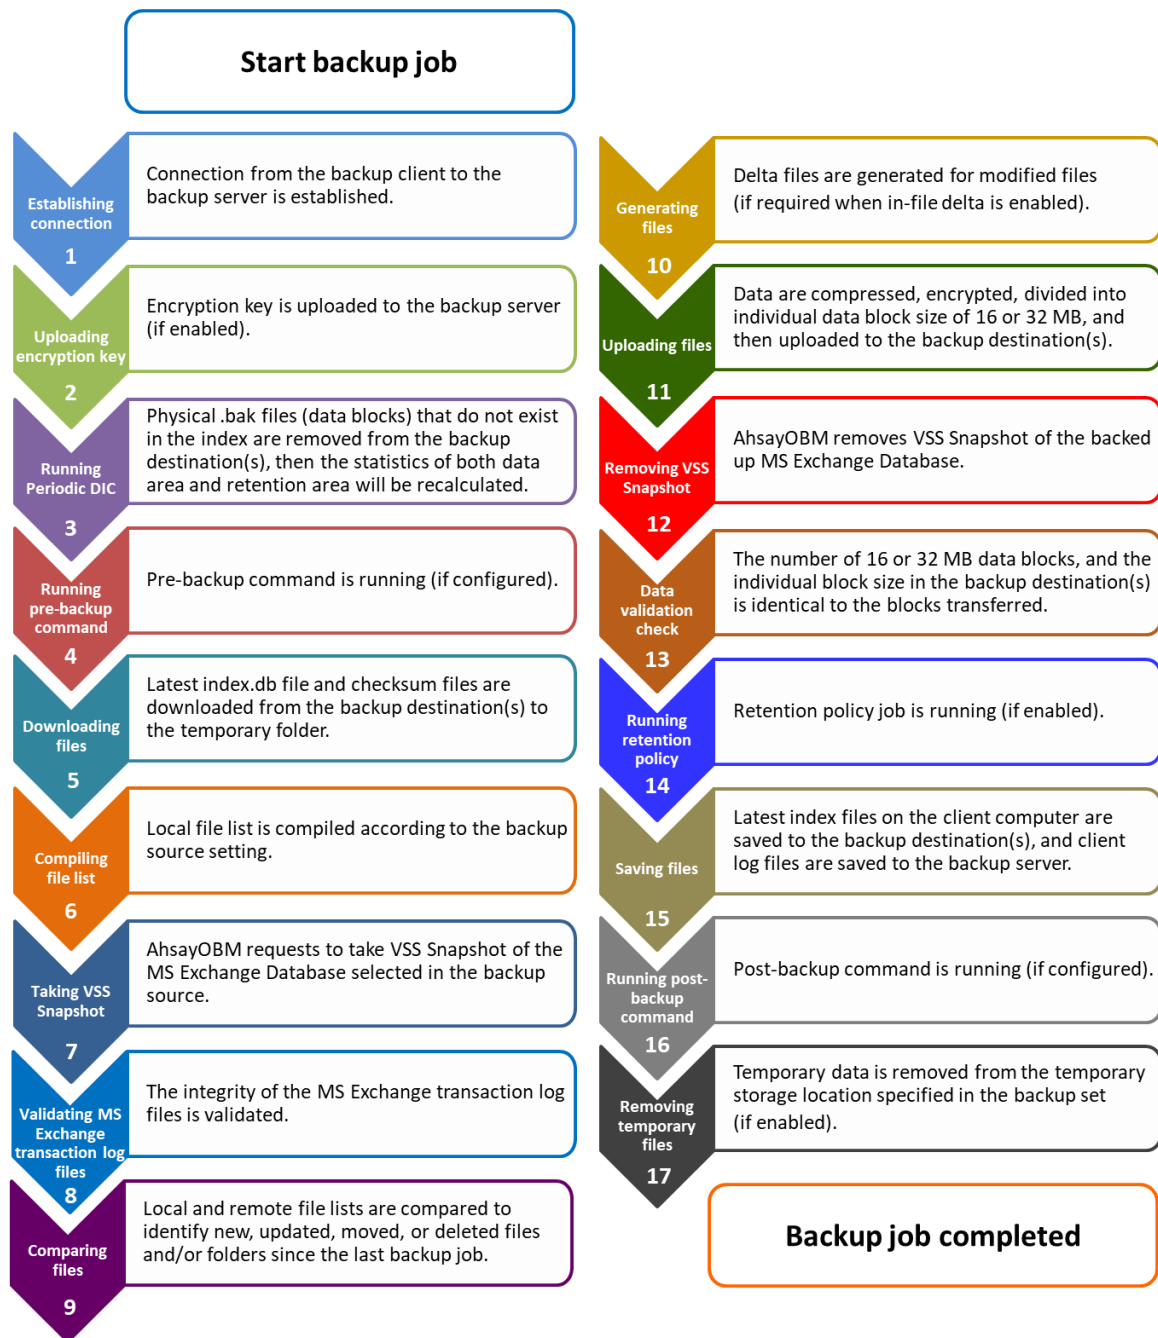 Start backup job
Establishing
connection
1
Connection from the backup client to the
backup server is established.
Uploading
encryption key
2
Encryption key is uploaded to the backup server
(if enabled).
Running
Periodic DIC
3
Physical .bak files (data blocks) that do not exist
in the index are removed from the backup
destination(s), then the statistics of both data
area and retention area will be recalculated.
Running
pre-backup
command
4
Pre-backup command is running (if configured).
Downloading
files
5
Latest index.db file and checksum files are
downloaded from the backup destination(s) to
the temporary folder.
Compiling
file list
6
Local file list is compiled according to the backup
source setting.
Taking VSS
Snapshot
7
AhsayOBM requests to take VSS Snapshot of the
MS Exchange Database selected in the backup
source.
Validating MS
Exchange
transaction log
files
8
The integrity of the MS Exchange transaction log
files is validated.
Comparing
files
9
Local and remote file lists are compared to
identify new, updated, moved, or deleted files
and/or folders since the last backup job.
Generating
files
10
Delta files are generated for modified files
(if required when in-file delta is enabled).
Uploading files
11
Data are compressed, encrypted, divided into
individual data block size of 16 or 32 MB, and
then uploaded to the backup destination(s).
Removing VSS
Snapshot
12
AhsayOBM removes VSS Snapshot of the backed
up MS Exchange Database.
Data
validation
check
13
The number of 16 or 32 MB data blocks, and the
individual block size in the backup destination(s)
is identical to the blocks transferred.
Running
retention
policy
14
Retention policy job is running (if enabled).
Saving files
15
Latest index files on the client computer are
saved to the backup destination(s), and client
log files are saved to the backup server.
Running post-
backup
command
16
Post-backup command is running (if configured).
Removing
temporary
files
17
Temporary data is removed from the temporary
storage location specified in the backup set
(if enabled).
Backup job completed